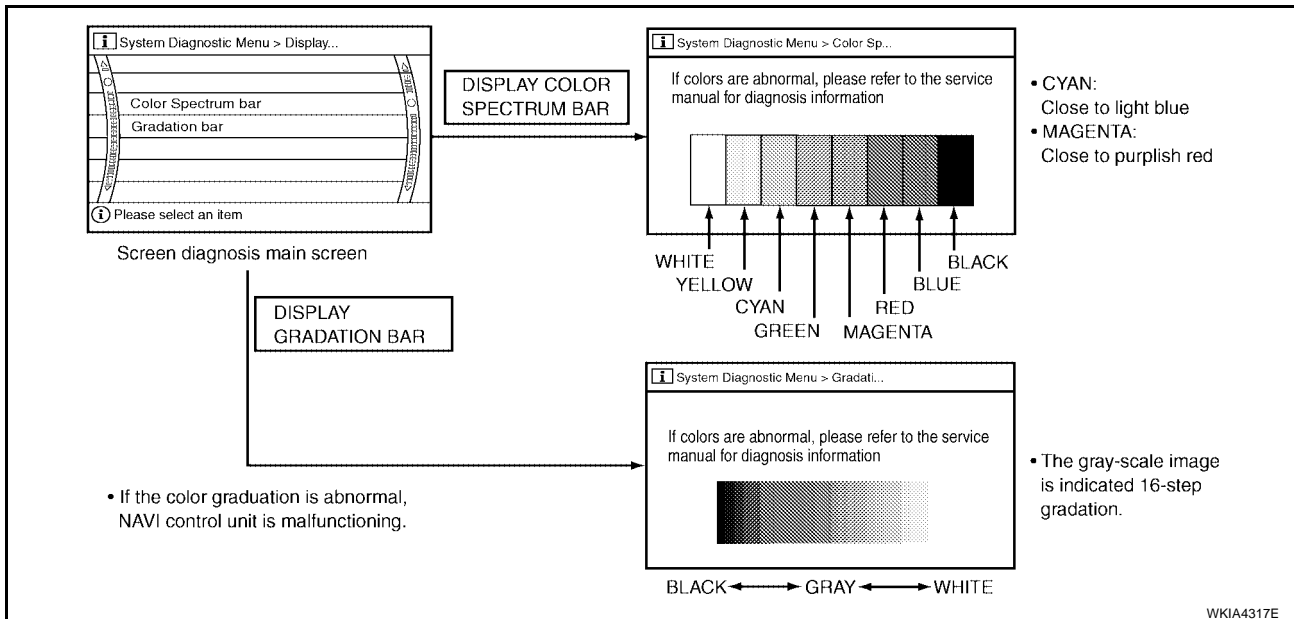 i System Diagnostic Menu > Display...
Color Spectrum bar
Gradation bar
i Please select an item
Screen diagnosis main screen
DISPLAY COLOR
SPECTRUM BAR
i System Diagnostic Menu > Color Sp...
If colors are abnormal, please refer to the service
manual for diagnosis information
WHITE
YELLOW
CYAN
GREEN
MAGENTA
RED
BLUE
BLACK
• CYAN:
Close to light blue
• MAGENTA:
Close to purplish red
DISPLAY
GRADATION BAR
• If the color graduation is abnormal,
NAVI control unit is malfunctioning.
i System Diagnostic Menu > Gradati...
If colors are abnormal, please refer to the service
manual for diagnosis information
BLACK GRAY WHITE
• The gray-scale image
is indicated 16-step
gradation.
WKIA4317E